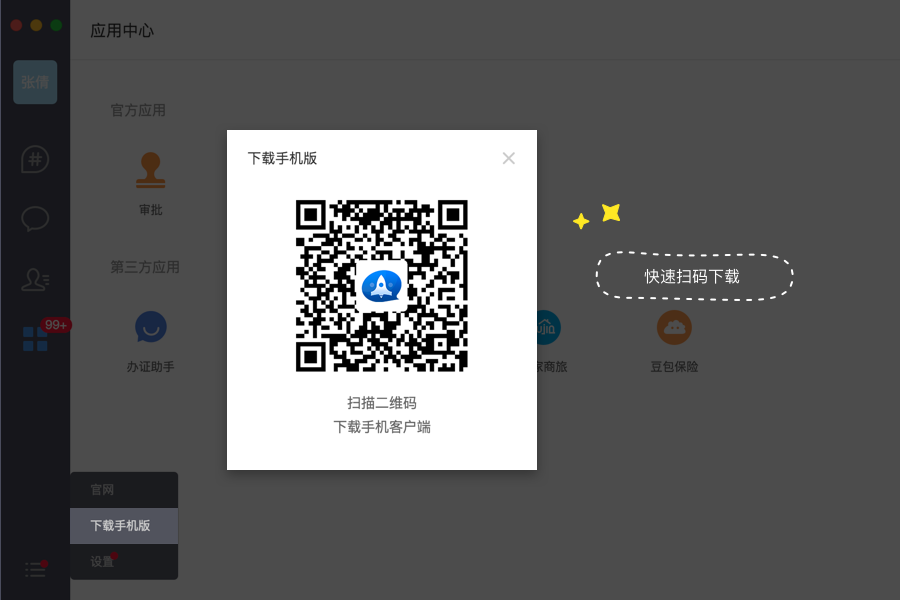 应用中心
张倩
官方应用
审批
第三方应用
99+
办证助手
家商旅
豆包保险
下载手机版
扫描二维码
下载手机客户端
快速扫码下载
官网
下载手机版
设置